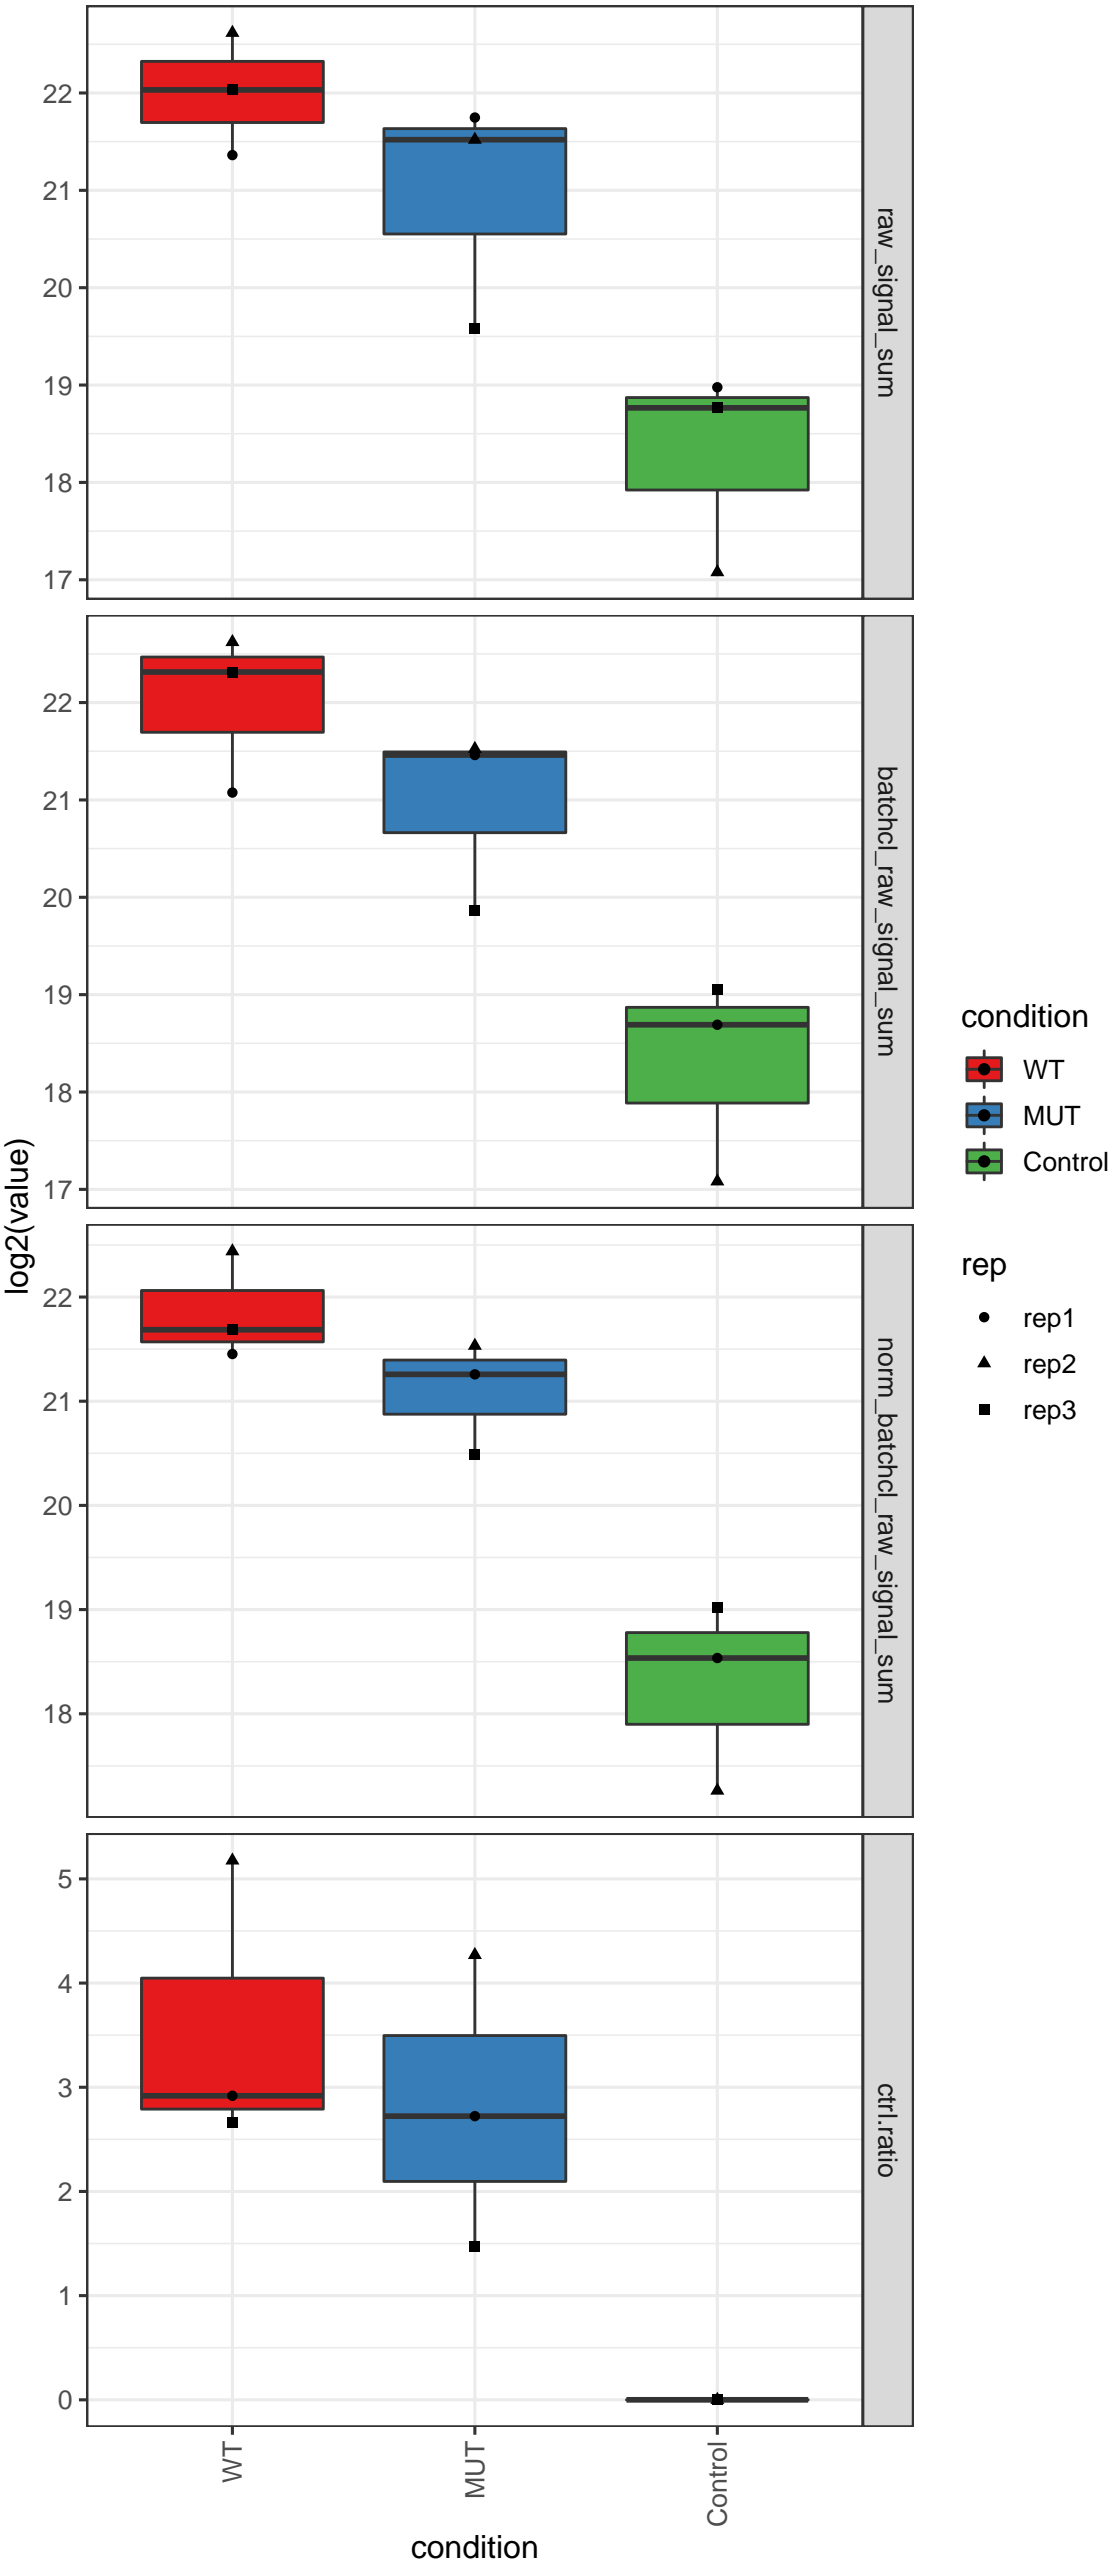 log2(value)
22
21
20
19
18
17
raw_signal_sum
22
21
20
19
18
17
batchcl_raw_signal_sum
22
21
20
19
18
norm_batchcl_raw_signal_sum
5
4
3
2
1
0
ctrl.ratio
WT
MUT
Control
condition
condition
WT
MUT
Control
rep
rep1
rep2
rep3